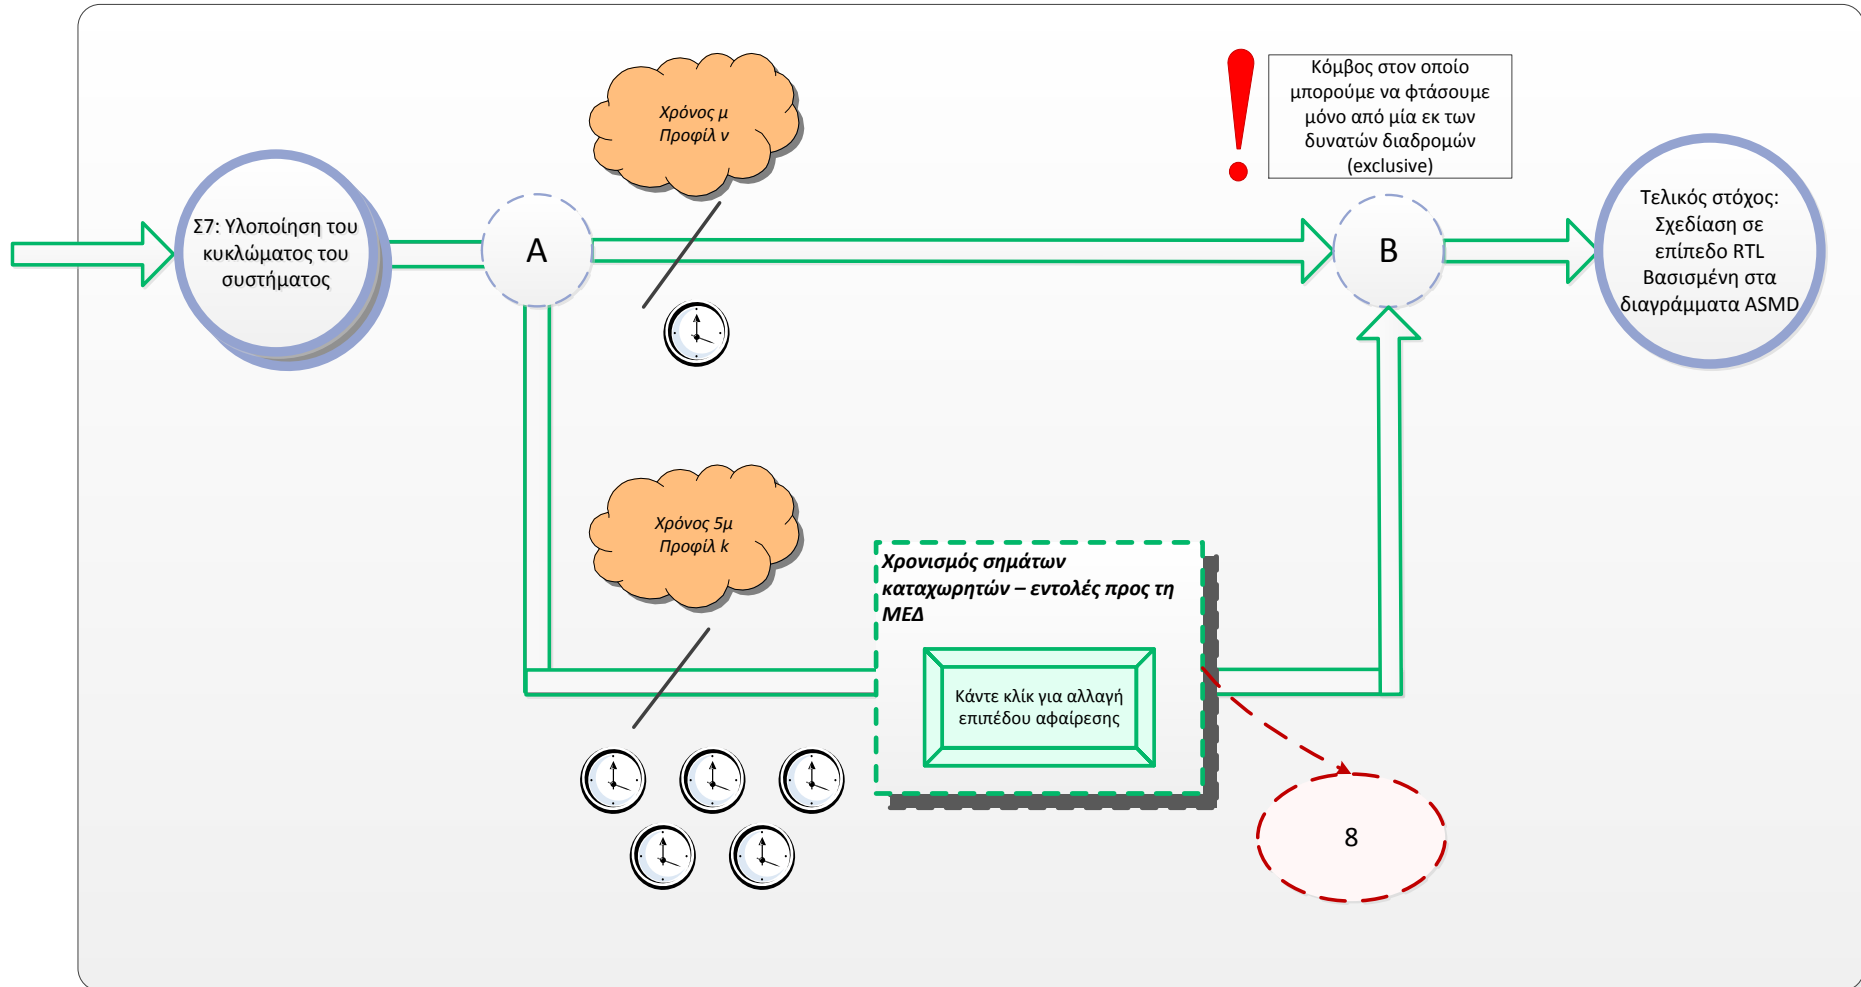 Χρόνος μ
Προφίλ ν
Κόμβος στον οποίο
μπορούμε να φτάσουμε
μόνο από μία εκ των
δυνατών διαδρομών
(exclusive)
Σ7: Υλοποίηση του
κυκλώματος του
συστήματος
A
B
Τελικός στόχος:
Σχεδίαση σε
επίπεδο RTL
Βασισμένη στα
διαγράμματα ASMD
Χρόνος 5μ
Προφίλ k
Χρονισμός σημάτων
καταχωρητών – εντολές προς τη
ΜΕΔ
Κάντε κλίκ για αλλαγή
επιπέδου αφαίρεσης
8